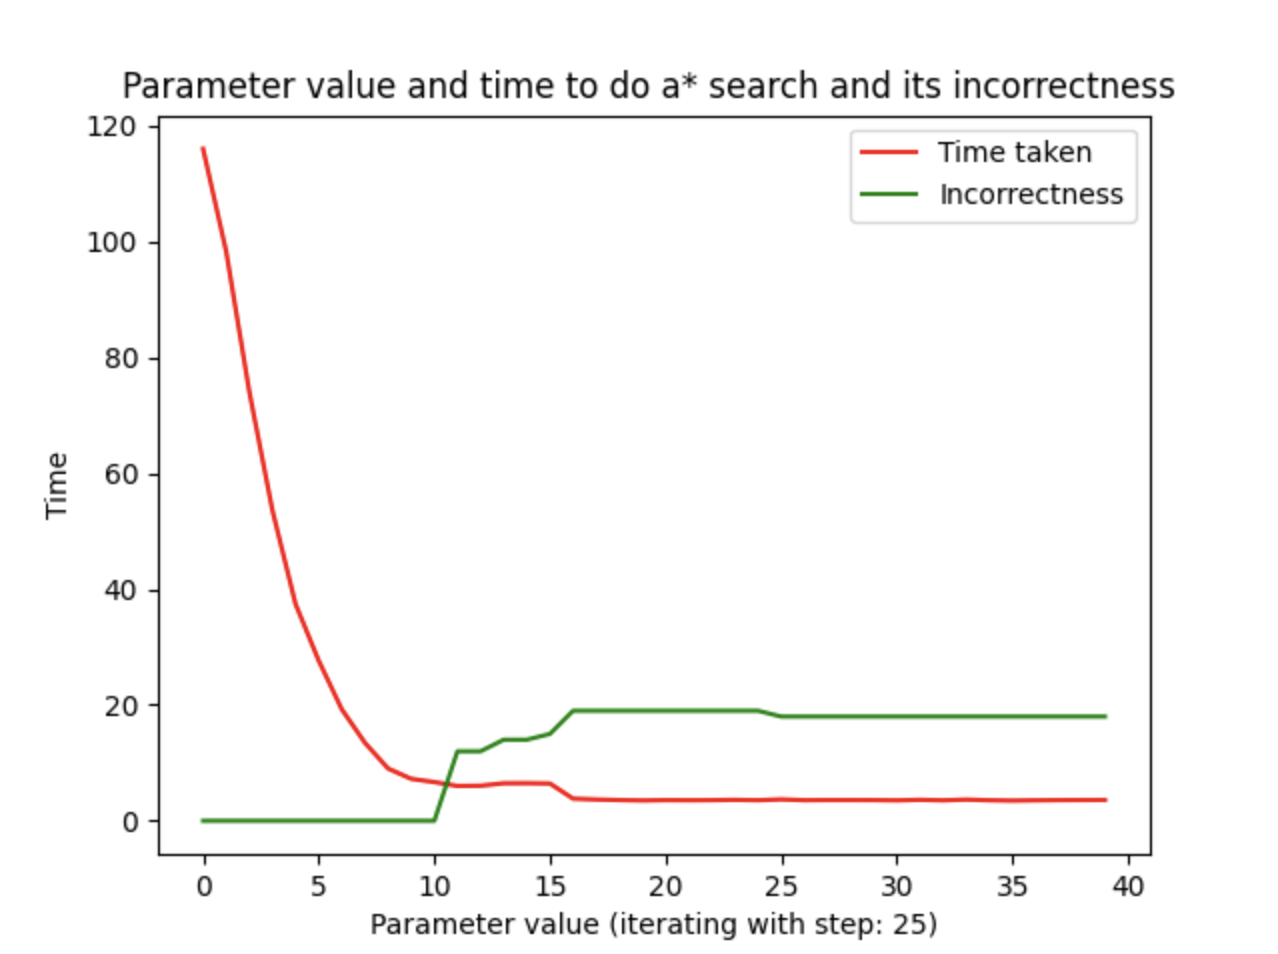 Parameter value and time to do a* search and its incorrectness
Time taken
Incorrectness
120
100
80
60
40
20
0
Time
0 5 10 15 20 25 30 35 40
Parameter value (iterating with step: 25)